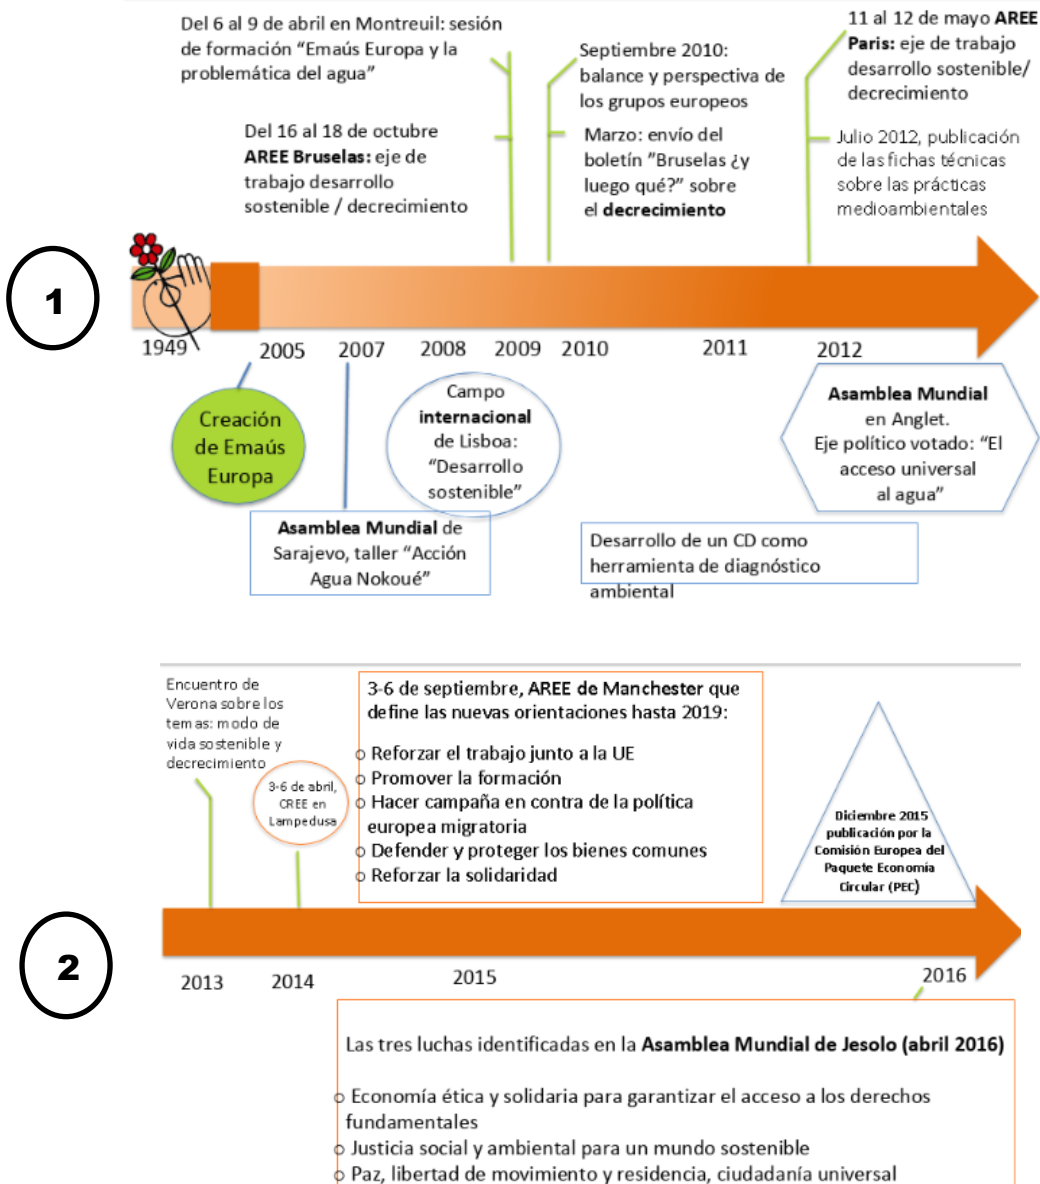 Del 6 al 9 de abril en Montreuil: sesión
de formación “Emaús Europa y la
problemática del agua”
Del 16 al 18 de octubre
AREE Bruselas: eje de
trabajo desarrollo
sostenible / decrecimiento
Septiembre 2010:
balance y perspectiva de
los grupos europeos
Marzo: envío del
boletín ”Bruselas ¿y
luego qué?” sobre
el decrecimiento
11 al 12 de mayo AREE
Paris: eje de trabajo
desarrollo sostenible/
decrecimiento
Julio 2012, publicación
de las fichas técnicas
sobre las prácticas
medioambientales
1
1949
2005
2007
2008
2009
2010
2011
2012
Creación
de Emaús
Europa
Asamblea Mundial de
Sarajevo, taller “Acción
Agua Nokoué”
Campo
internacional
de Lisboa:
“Desarrollo
sostenible”
Desarrollo de un CD como
herramienta de diagnóstico
ambiental
Asamblea Mundial
en Anglet.
Eje político votado: “El
acceso universal
al agua”
Encuentro de
Verona sobre los
temas: modo de
vida sostenible y
decrecimiento
3-6 de abril,
CREE en
Lampedusa
3-6 de septiembre, AREE de Manchester que
define las nuevas orientaciones hasta 2019:
o Reforzar el trabajo junto a la UE
o Promover la formación
o Hacer campaña en contra de la política
europea migratoria
o Defender y proteger los bienes comunes
o Reforzar la solidaridad
Diciembre 2015
publicación por la
Comisión Europea del
Paquete Economía
Circular (PEC)
2
2013
2014
2015
2016
Las tres luchas identificadas en la Asamblea Mundial de Jesolo (abril 2016)
o Economía ética y solidaria para garantizar el acceso a los derechos
fundamentales
o Justicia social y ambiental para un mundo sostenible
o Paz, libertad de movimiento y residencia, ciudadanía universal